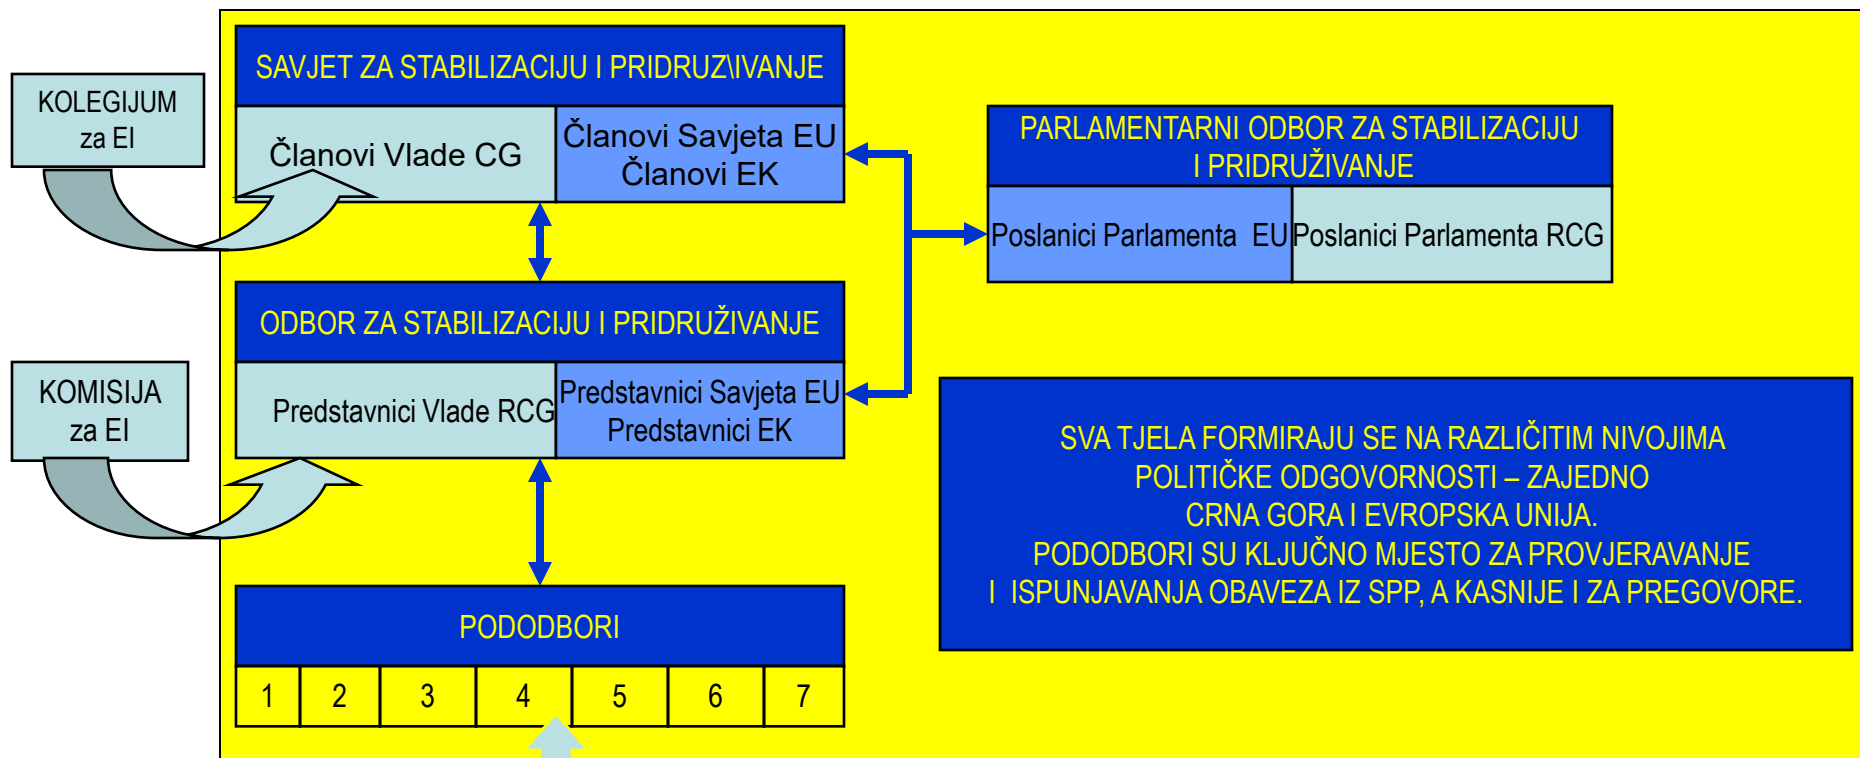 KOLEGIJUM
za EI
SAVJET ZA STABILIZACIJU I PRIDRUZ\IVANJE
Članovi Vlade CG
Članovi Savjeta EU
Članovi EK
PARLAMENTARNI ODBOR ZA STABILIZACIJU
I PRIDRUŽIVANJE
Poslanici Parlamenta EU
Poslanici Parlamenta RCG
KOMISIJA
za EI
ODBOR ZA STABILIZACIJU I PRIDRUŽIVANJE
Predstavnici Vlade RCG
Predstavnici Savjeta EU
Predstavnici EK
SVA TJELA FORMIRAJU SE NA RAZLIČITIM NIVOJIMA
POLITIČKE ODGOVORNOSTI – ZAJEDNO
CRNA GORA I EVROPSKA UNIJA.
PODODBORI SU KLJUČNO MJESTO ZA PROVJERAVANJE
I ISPUNJAVANJA OBAVEZA IZ SPP, A KASNIJE I ZA PREGOVORE.
PODODBORI
1 2 3 4 5 6 7